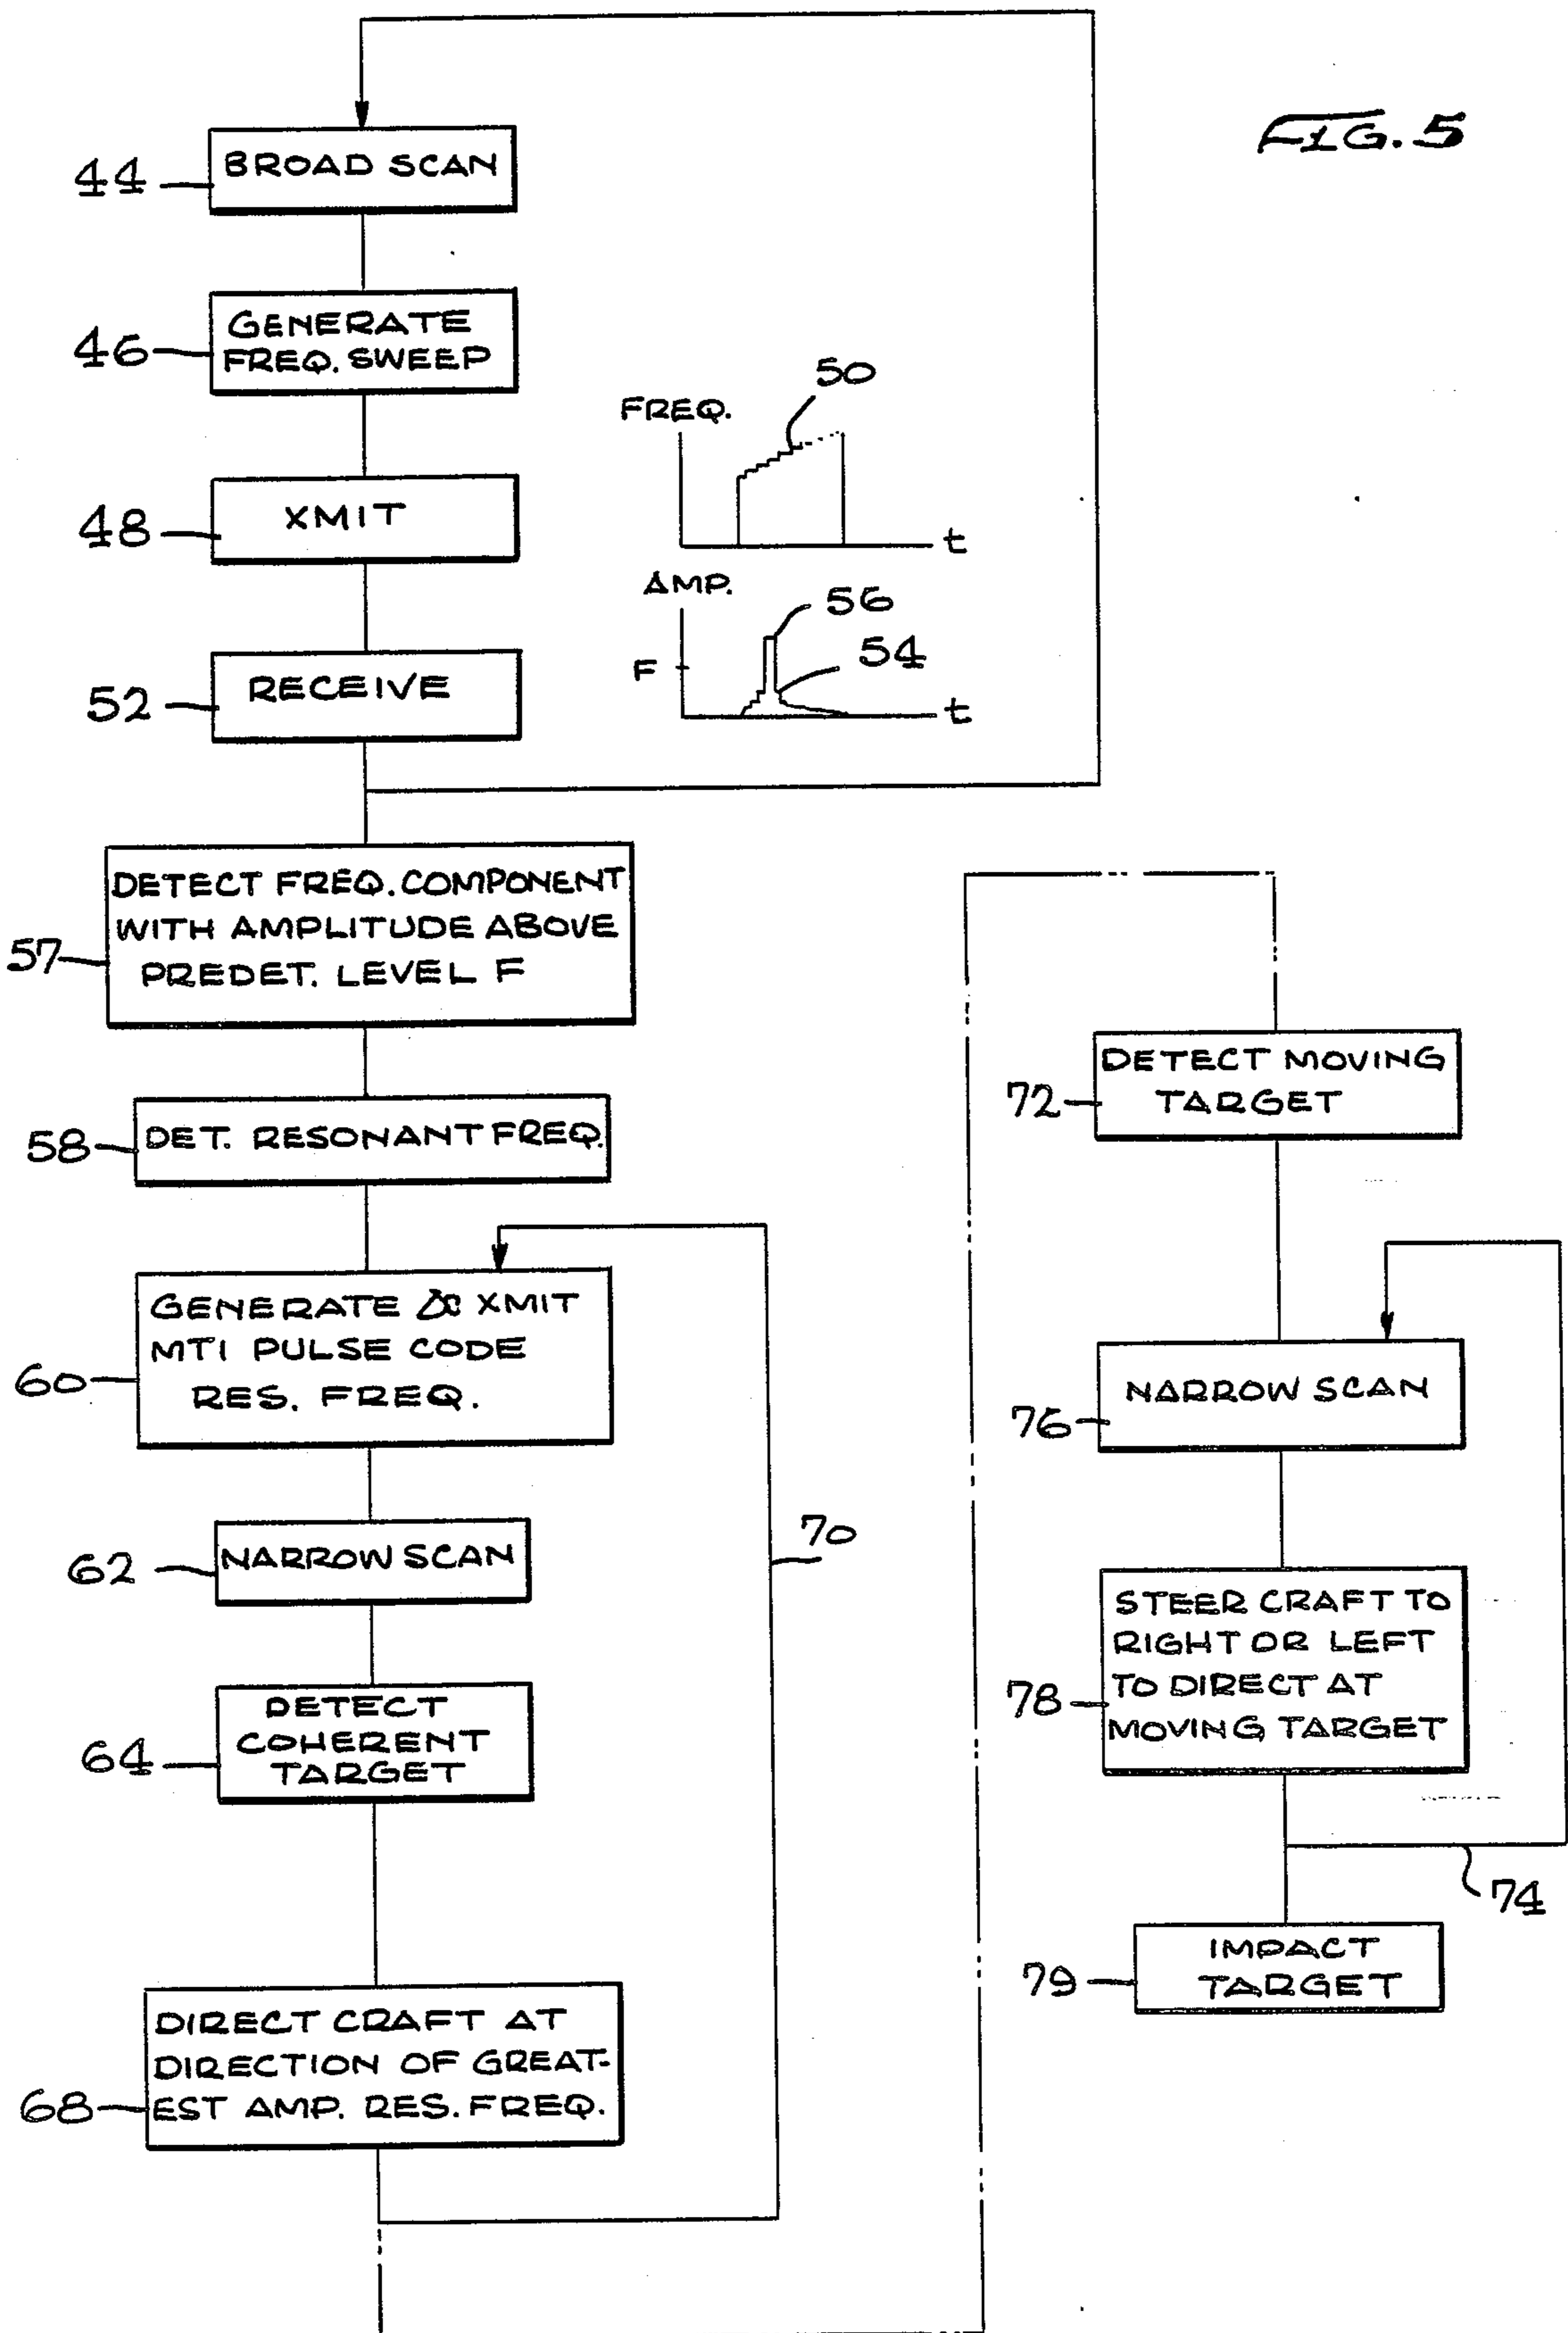 FIG. 5
BROAD SCAN
44
GENERATE
FREQ. SWEEP
46
50
FREQ.
t
XMIT
48
AMP.
56
54
F
t
RECEIVE
52
DETECT FREQ. COMPONENT
WITH AMPLITUDE ABOVE
PREDET. LEVEL F
57
DET. RESONANT FREQ.
58
GENERATE & XMIT
MTI PULSE CODE
RES. FREQ.
60
NARROW SCAN
62
70
DETECT
COHERENT
TARGET
64
DIRECT CRAFT AT
DIRECTION OF GREAT-
EST AMP. RES. FREQ.
68
DETECT MOVING
TARGET
72
NARROW SCAN
76
STEER CRAFT TO
RIGHT OR LEFT
TO DIRECT AT
MOVING TARGET
78
74
IMPACT
TARGET
79